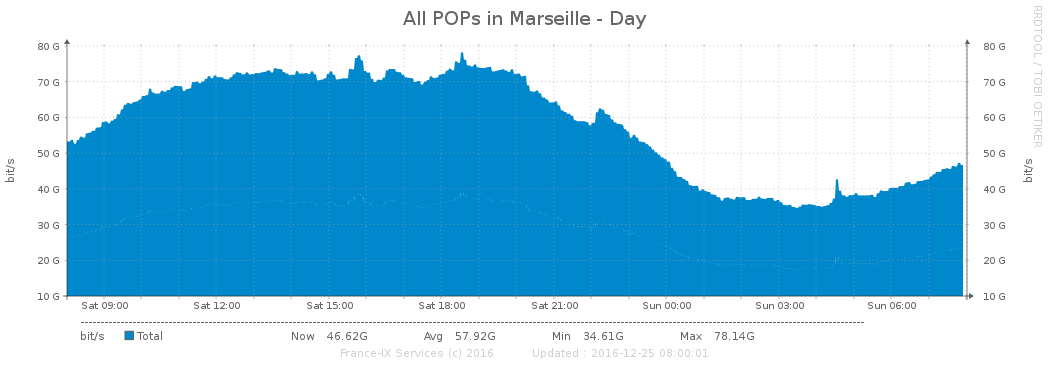 All POPs in Marseille - Day
RRDTOOL / TOBI OETIKER
bit/s
80 G
70 G
60 G
50 G
40 G
30 G
20 G
10 G
80 G
70 G
60 G
50 G
40 G
30 G
20 G
10 G
bit/s
Sat 09:00 Sat 12:00 Sat 15:00 Sat 18:00 Sat 21:00 Sun 00:00 Sun 03:00 Sun 06:00
bit/s Total Now 46.62G Avg 57.92G Min 34.61G Max 78.14G
France-IX Services (c) 2016 Updated : 2016-12-25 08:00:01